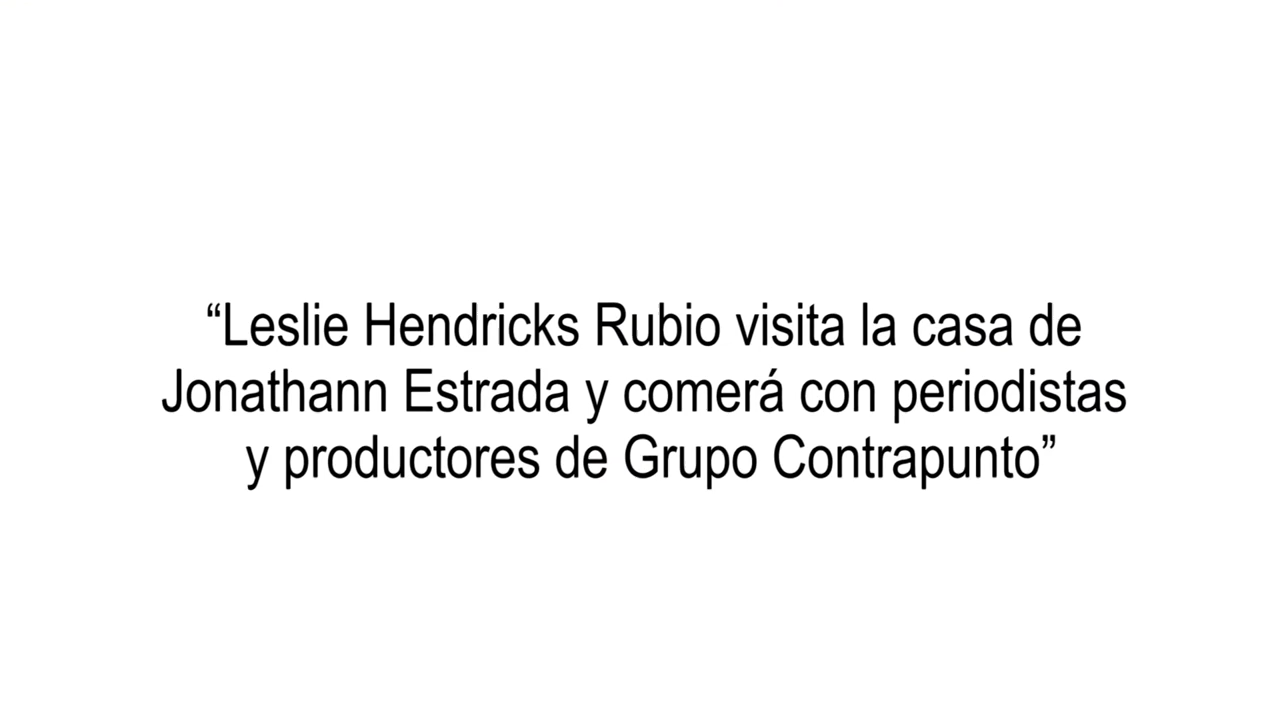 “Leslie Hendricks Rubio visita la casa de
Jonathann Estrada y comerá con periodistas
y productores de Grupo Contrapunto”